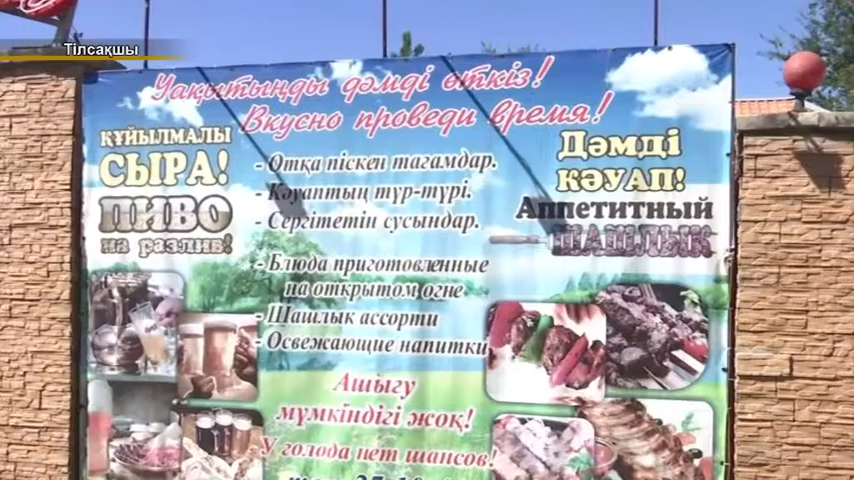 Тілсақшы
Уақытыңды дәмді өткіз!
Вкусно проведи время!
ҚҰЙЫЛМАЛЫ
СЫРА!
ПИВО
на разлив!
- Отқа піскен тағамдар.
- Кәуаптың түр-түрі.
- Сергітетін сусындар.
- Блюда приготовленные
на открытом огне
- Шашлык ассорти
- Освежающие напитки
Дәмді
КӘУАП!
Аппетитный
ШАШЛЫК
Ашығу
мүмкіндігі жоқ!
У голода нет шансов!